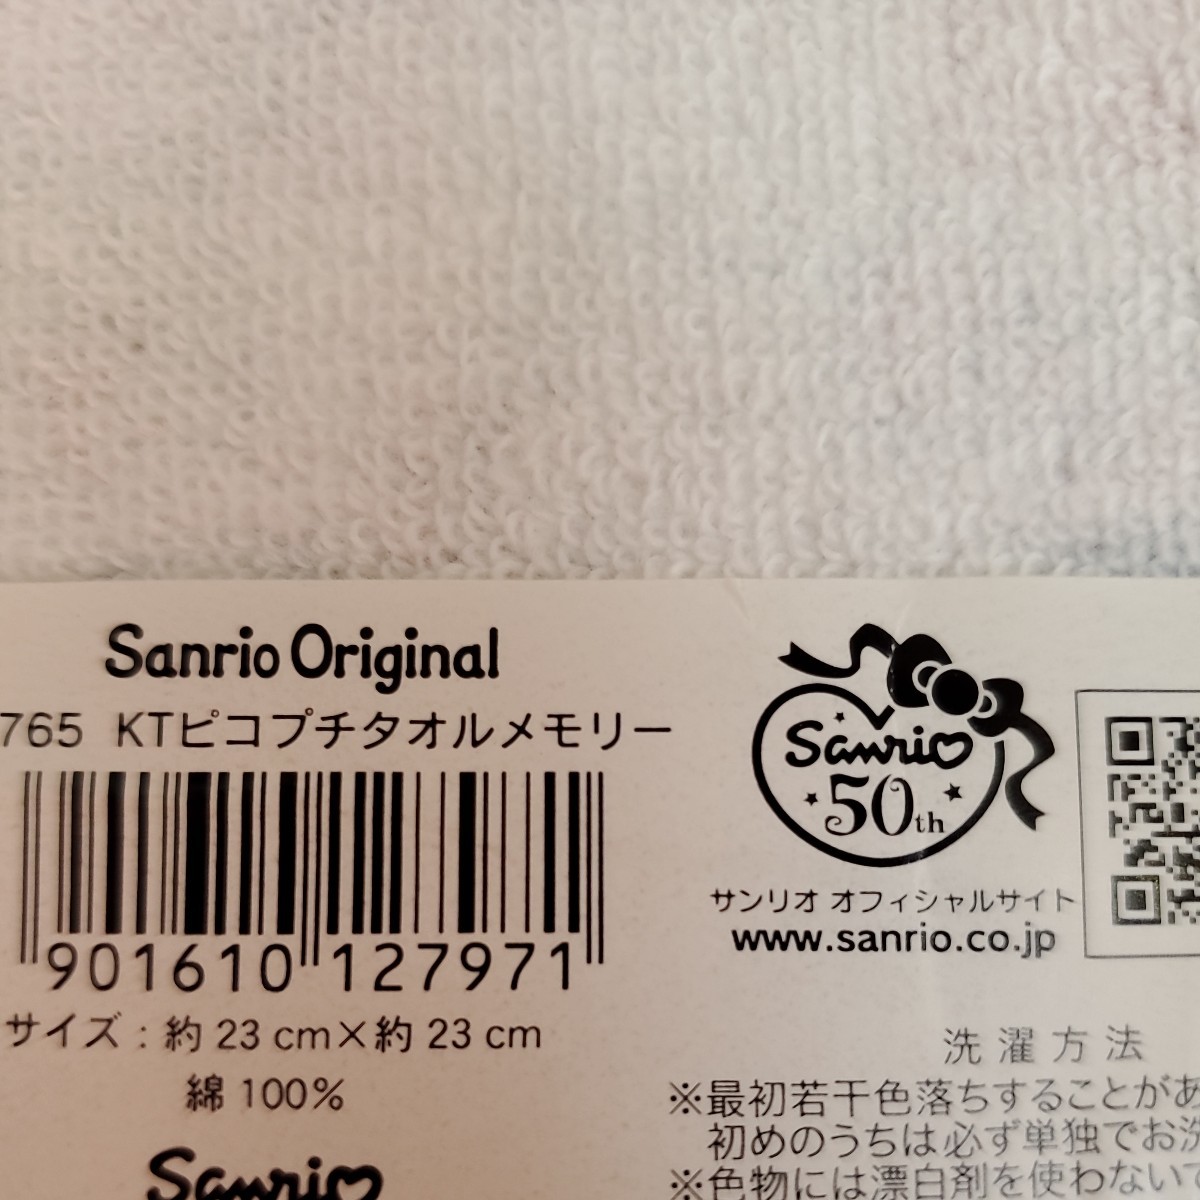 Sanrio Original
765 KTピコプチタオルメモリー
901610 127971
サイズ : 約 23 cm×約 23 cm
綿 100%
Sanrio
Sanrio
50th
サンリオ オフィシャルサイト
www.sanrio.co.jp
洗濯方法
※最初若干色落ちすることがあ
初めのうちは必ず単独でお洗
※色物には漂白剤を使わないで